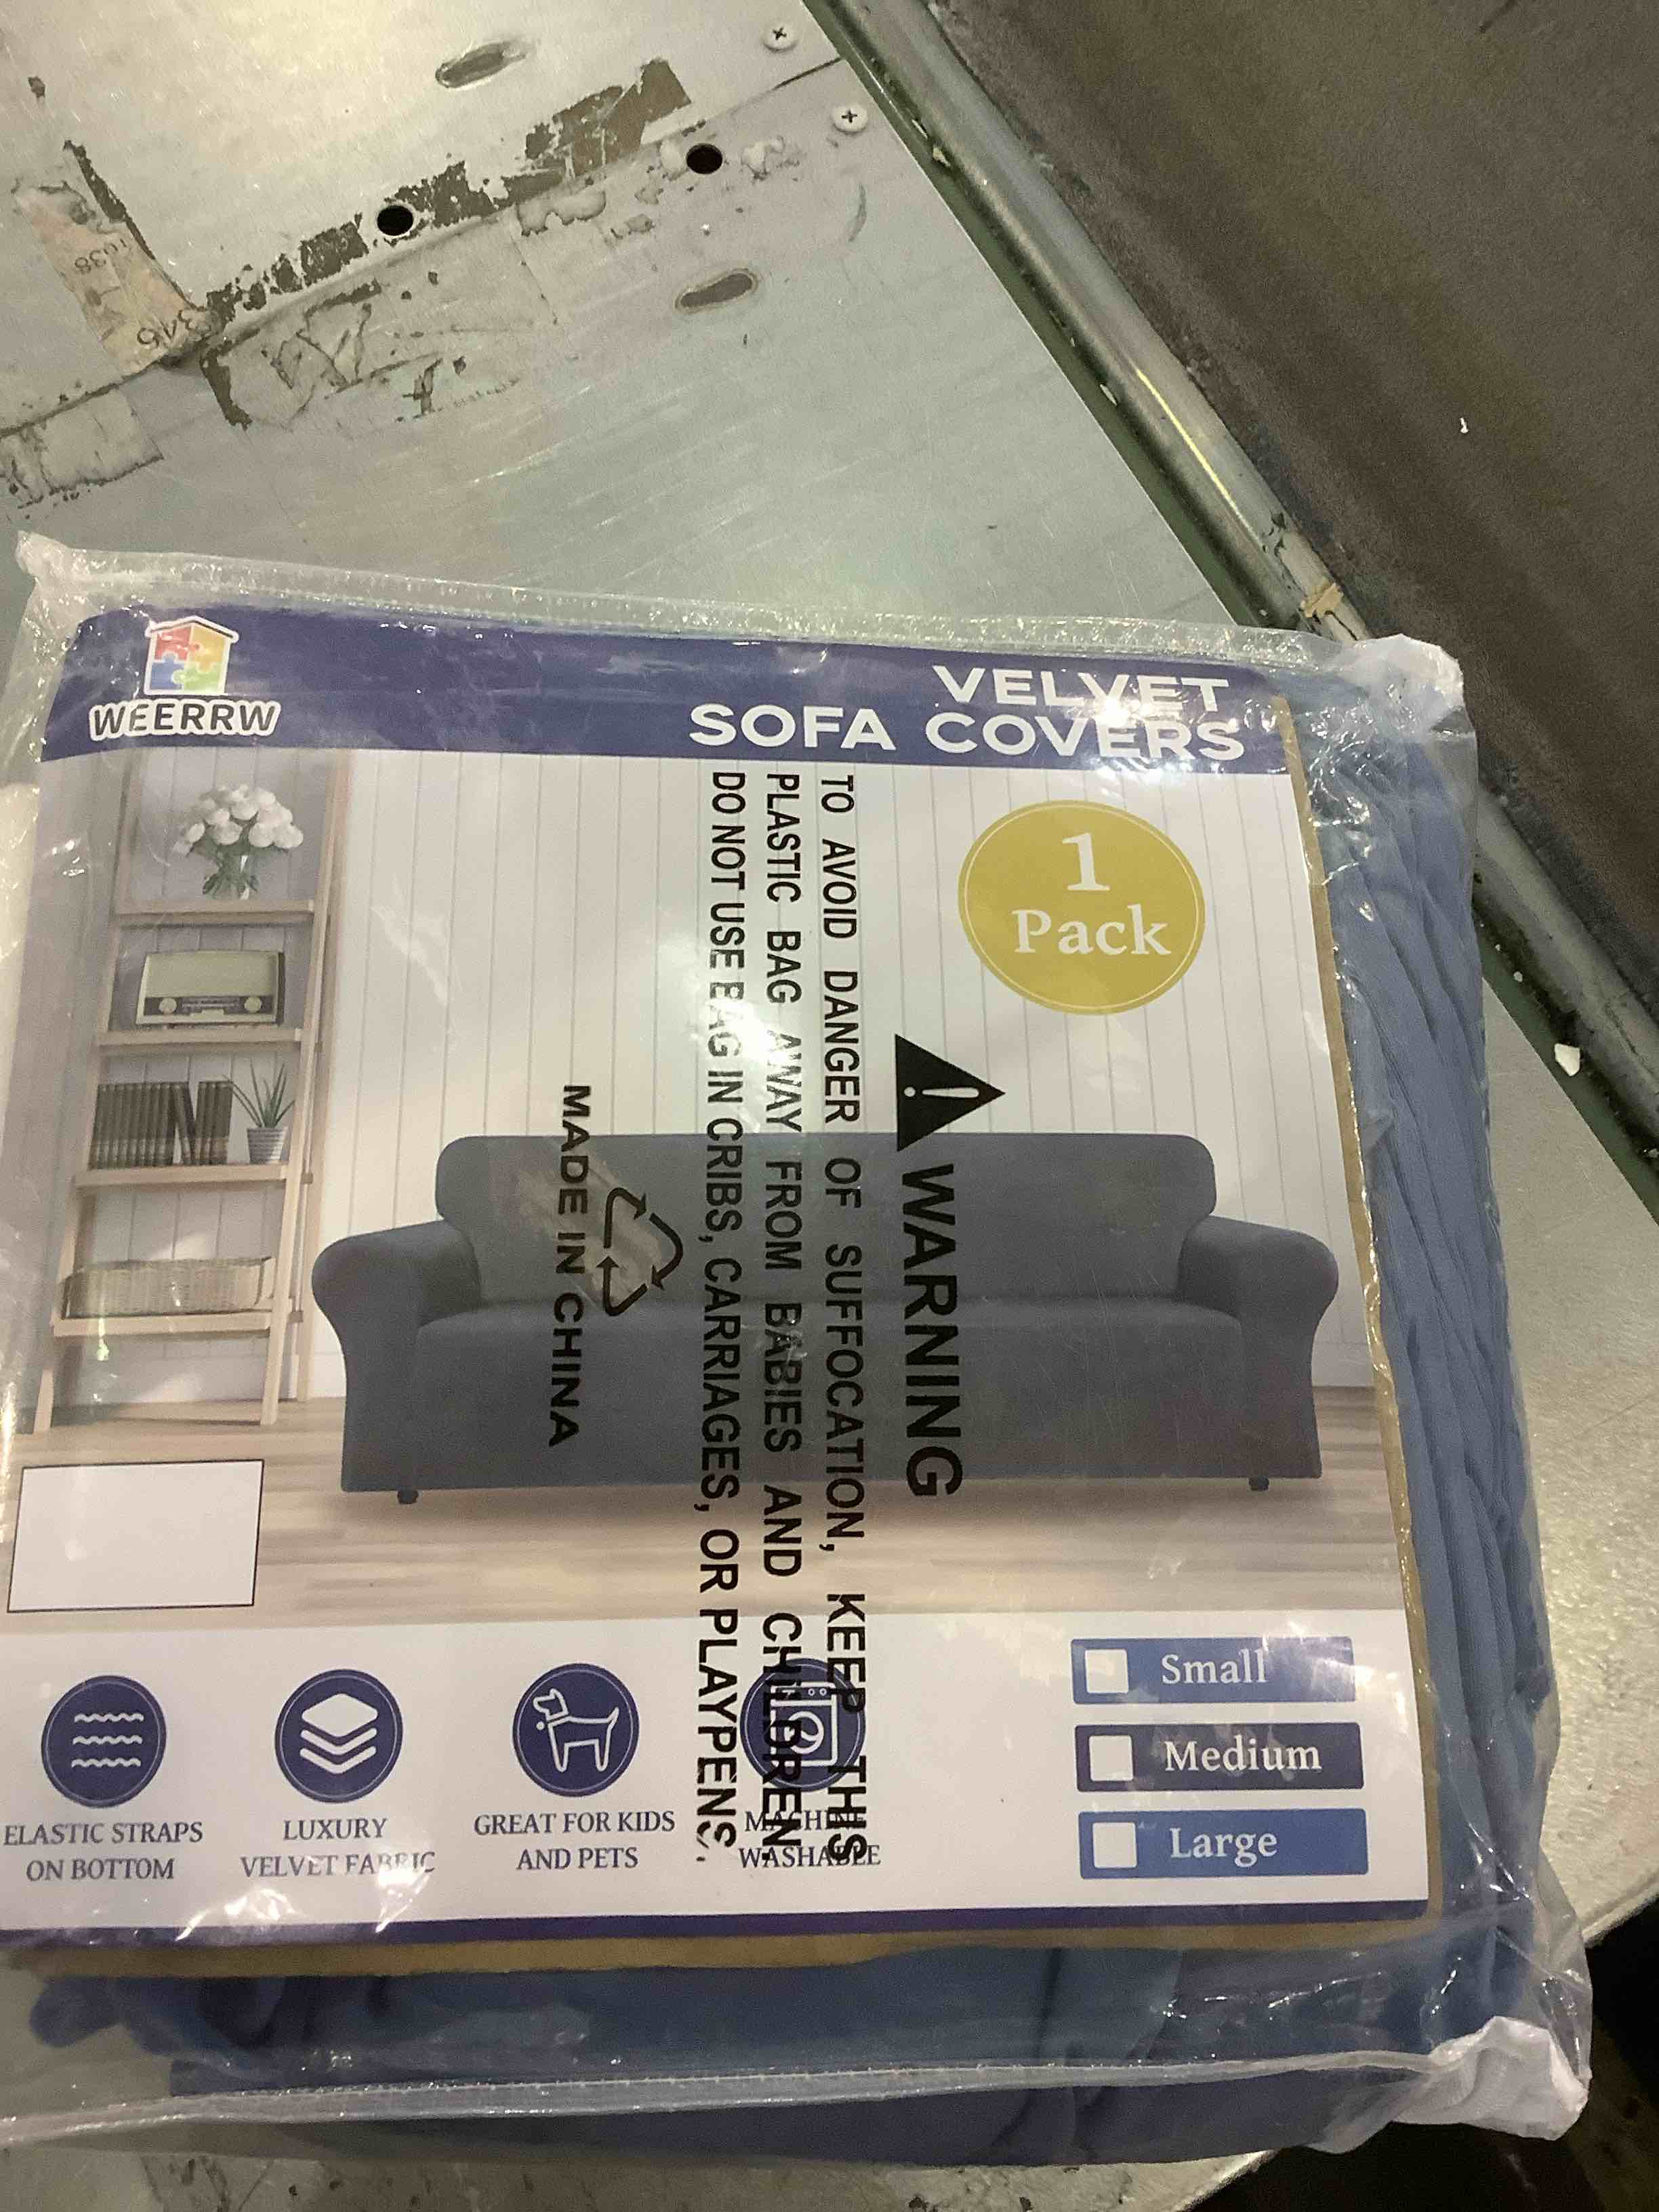 WEERRW
VELVET
SOFA COVERS
1
Pack
WARNING
TO AVOID DANGER OF SUFFOCATION, KEEP THIS
PLASTIC BAG AWAY FROM BABIES AND CHILDREN.
DO NOT USE BAG IN CRIBS, CARRIAGES, OR PLAYPENS.
MADE IN CHINA
Small
Medium
Large
ELASTIC STRAPS
ON BOTTOM
LUXURY
VELVET FABRIC
GREAT FOR KIDS
AND PETS
MACHINE
WASHABLE